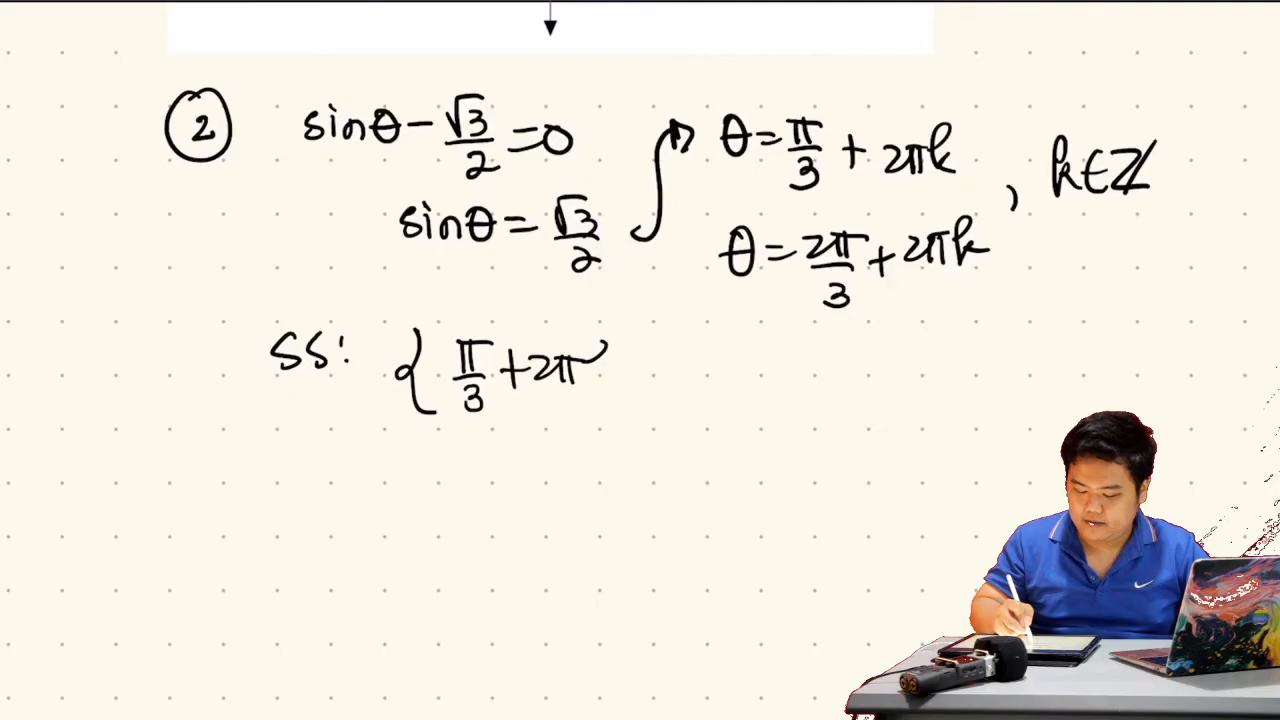 ② sinθ − √3/2 = 0
sinθ = √3/2
θ = π/3 + 2πk
θ = 2π/3 + 2πk
, k ∈ ℤ
SS: { π/3 + 2π